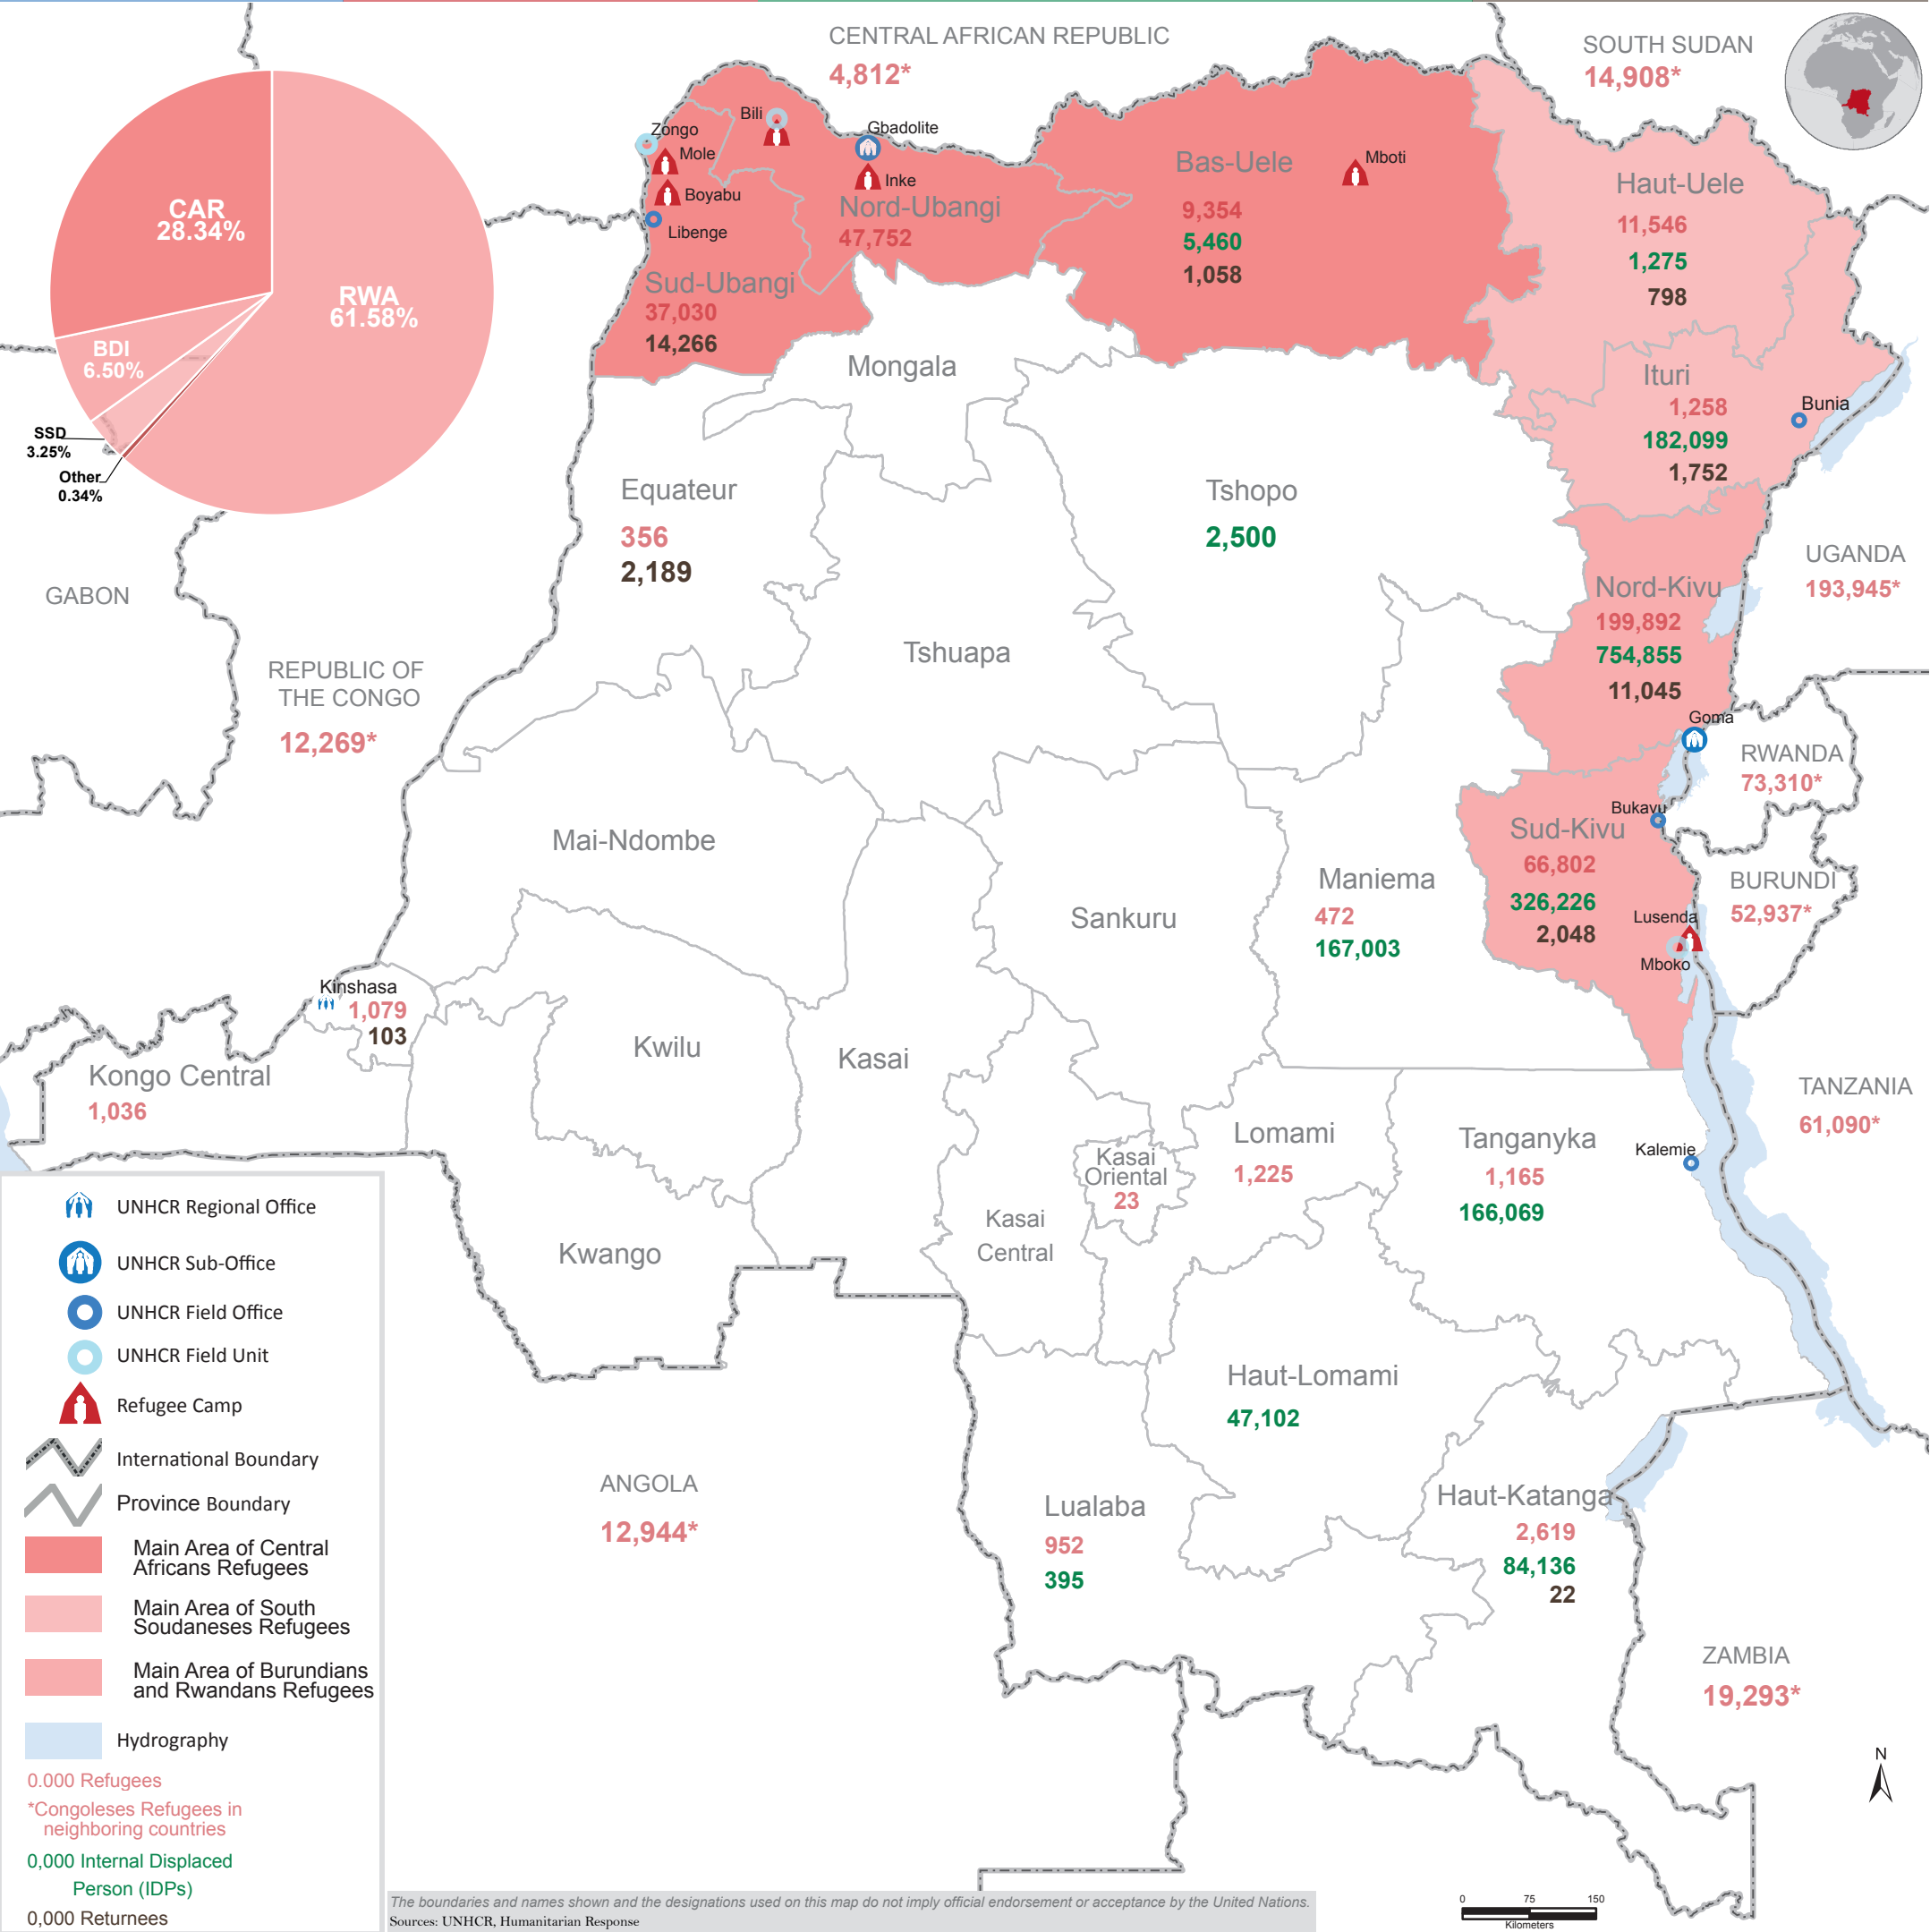 CENTRAL AFRICAN REPUBLIC
4,812*
SOUTH SUDAN
14,908*
CAR
28.34%
RWA
61.58%
BDI
6.50%
SSD
3.25%
Other
0.34%
Zongo
Mole
Boyabu
Libenge
Bili
Gbadolite
Inke
Nord-Ubangi
47,752
Sud-Ubangi
37,030
14,266
Bas-Uele
9,354
5,460
1,058
Mboti
Haut-Uele
11,546
1,275
798
Ituri
1,258
182,099
1,752
Bunia
Mongala
Equateur
356
2,189
Tshopo
2,500
Tshuapa
GABON
REPUBLIC OF
THE CONGO
12,269*
UGANDA
193,945*
Nord-Kivu
199,892
754,855
11,045
Goma
RWANDA
73,310*
Bukavu
Sud-Kivu
66,802
326,226
2,048
Lusenda
Mboko
BURUNDI
52,937*
Mai-Ndombe
Sankuru
Maniema
472
167,003
Kinshasa
1,079
103
Kongo Central
1,036
Kwilu
Kasai
Kwango
Kasai
Oriental
23
Kasai
Central
Lomami
1,225
Tanganyka
1,165
166,069
Kalemie
TANZANIA
61,090*
Haut-Lomami
47,102
ANGOLA
12,944*
Lualaba
952
395
Haut-Katanga
2,619
84,136
22
ZAMBIA
19,293*
UNHCR Regional Office
UNHCR Sub-Office
UNHCR Field Office
UNHCR Field Unit
Refugee Camp
International Boundary
Province Boundary
Main Area of Central
Africans Refugees
Main Area of South
Soudaneses Refugees
Main Area of Burundians
and Rwandans Refugees
Hydrography
0.000 Refugees
*Congoleses Refugees in
neighboring countries
0,000 Internal Displaced
Person (IDPs)
0,000 Returnees
The boundaries and names shown and the designations used on this map do not imply official endorsement or acceptance by the United Nations.
Sources: UNHCR, Humanitarian Response
0 75 150
Kilometers
N